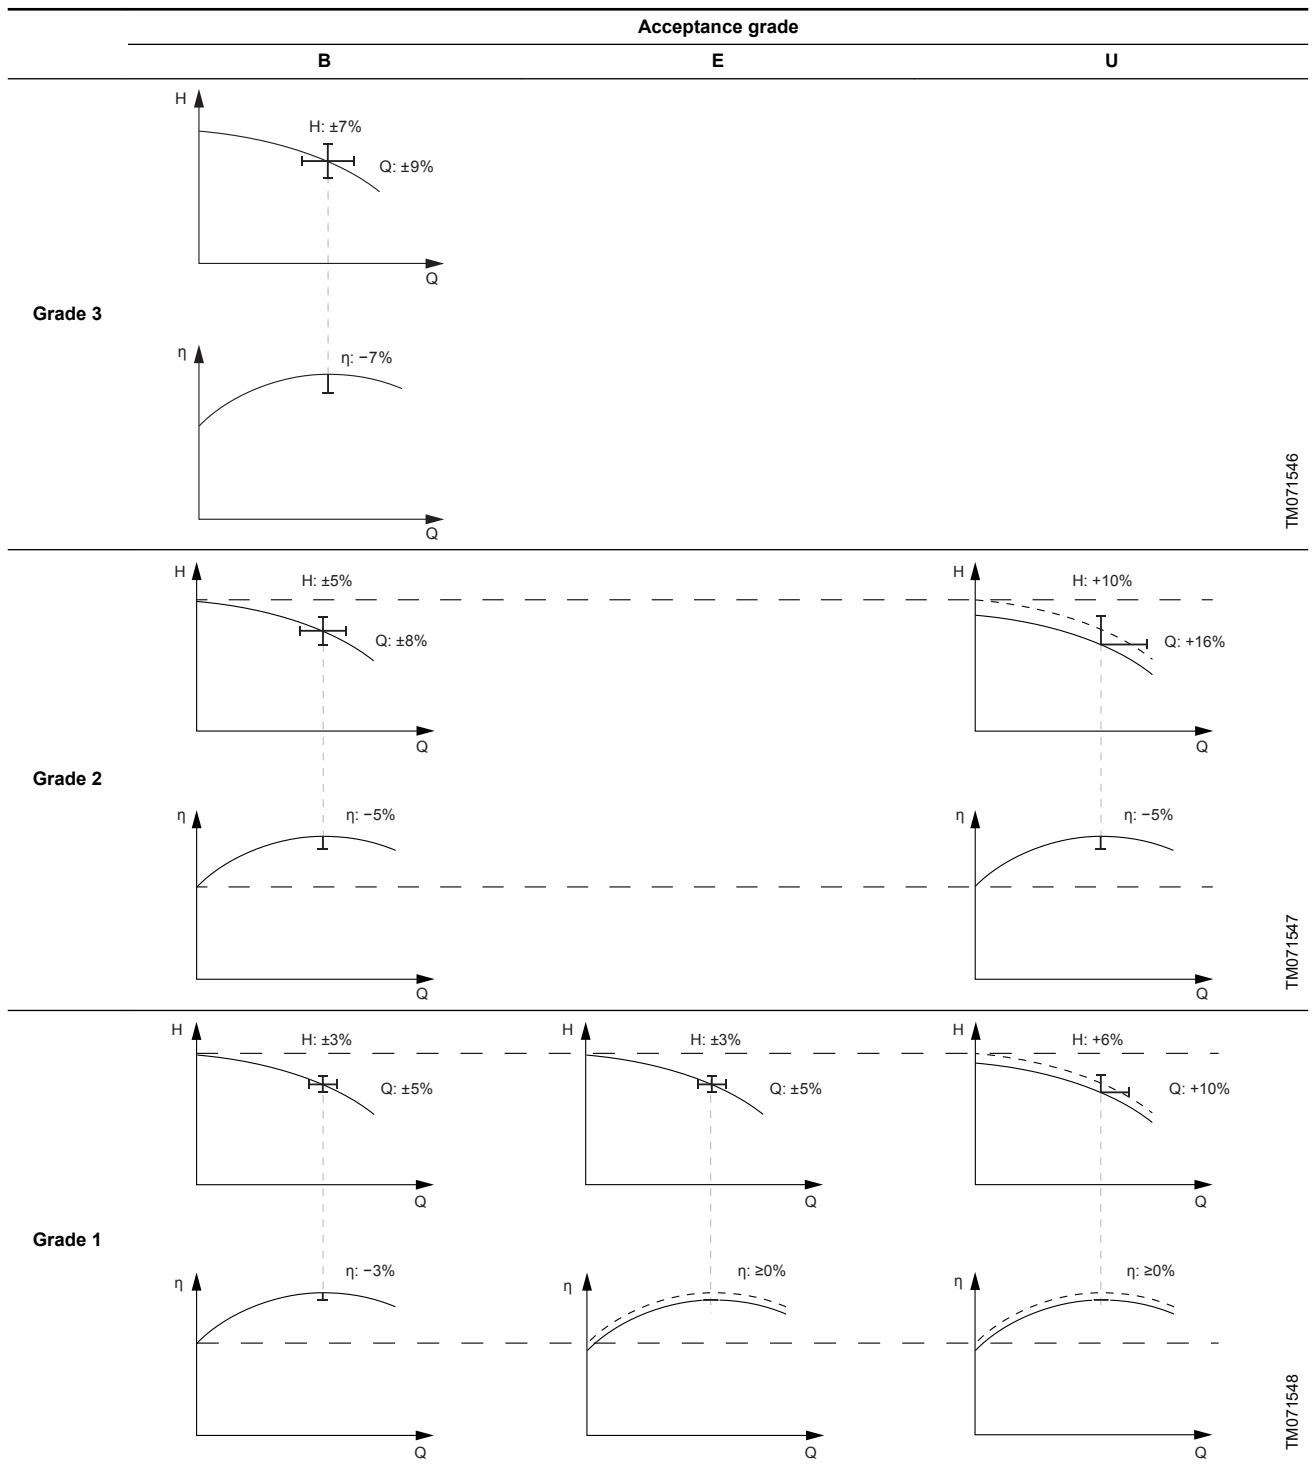 Acceptance grade
B E U
H
H: ±7%
Q: ±9%
Q
Grade 3
η
η: −7%
Q
TM071546
H
H: ±5%
Q: ±8%
Q
H
H: +10%
Q: +16%
Q
Grade 2
η
η: −5%
Q
η
η: −5%
Q
TM071547
H
H: ±3%
Q: ±5%
Q
H
H: ±3%
Q: ±5%
Q
H
H: +6%
Q: +10%
Q
Grade 1
η
η: −3%
Q
η
η: ≥0%
Q
η
η: ≥0%
Q
TM071548